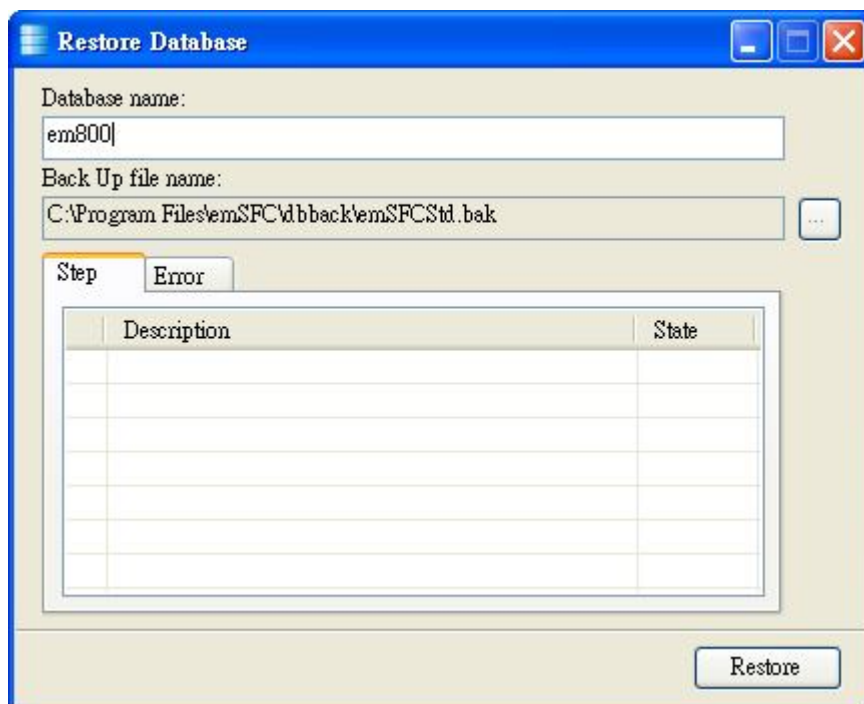 Restore Database
Database name:
em800
Back Up file name:
C:\Program Files\emSFC\dbback\emSFCStd.bak
...
Step Error
Description State
Restore